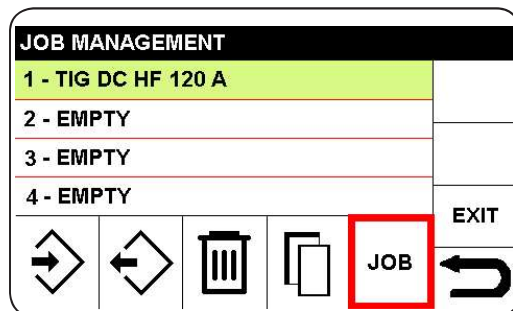 JOB MANAGEMENT
1 - TIG DC HF 120 A
2 - EMPTY
3 - EMPTY
4 - EMPTY
EXIT
JOB